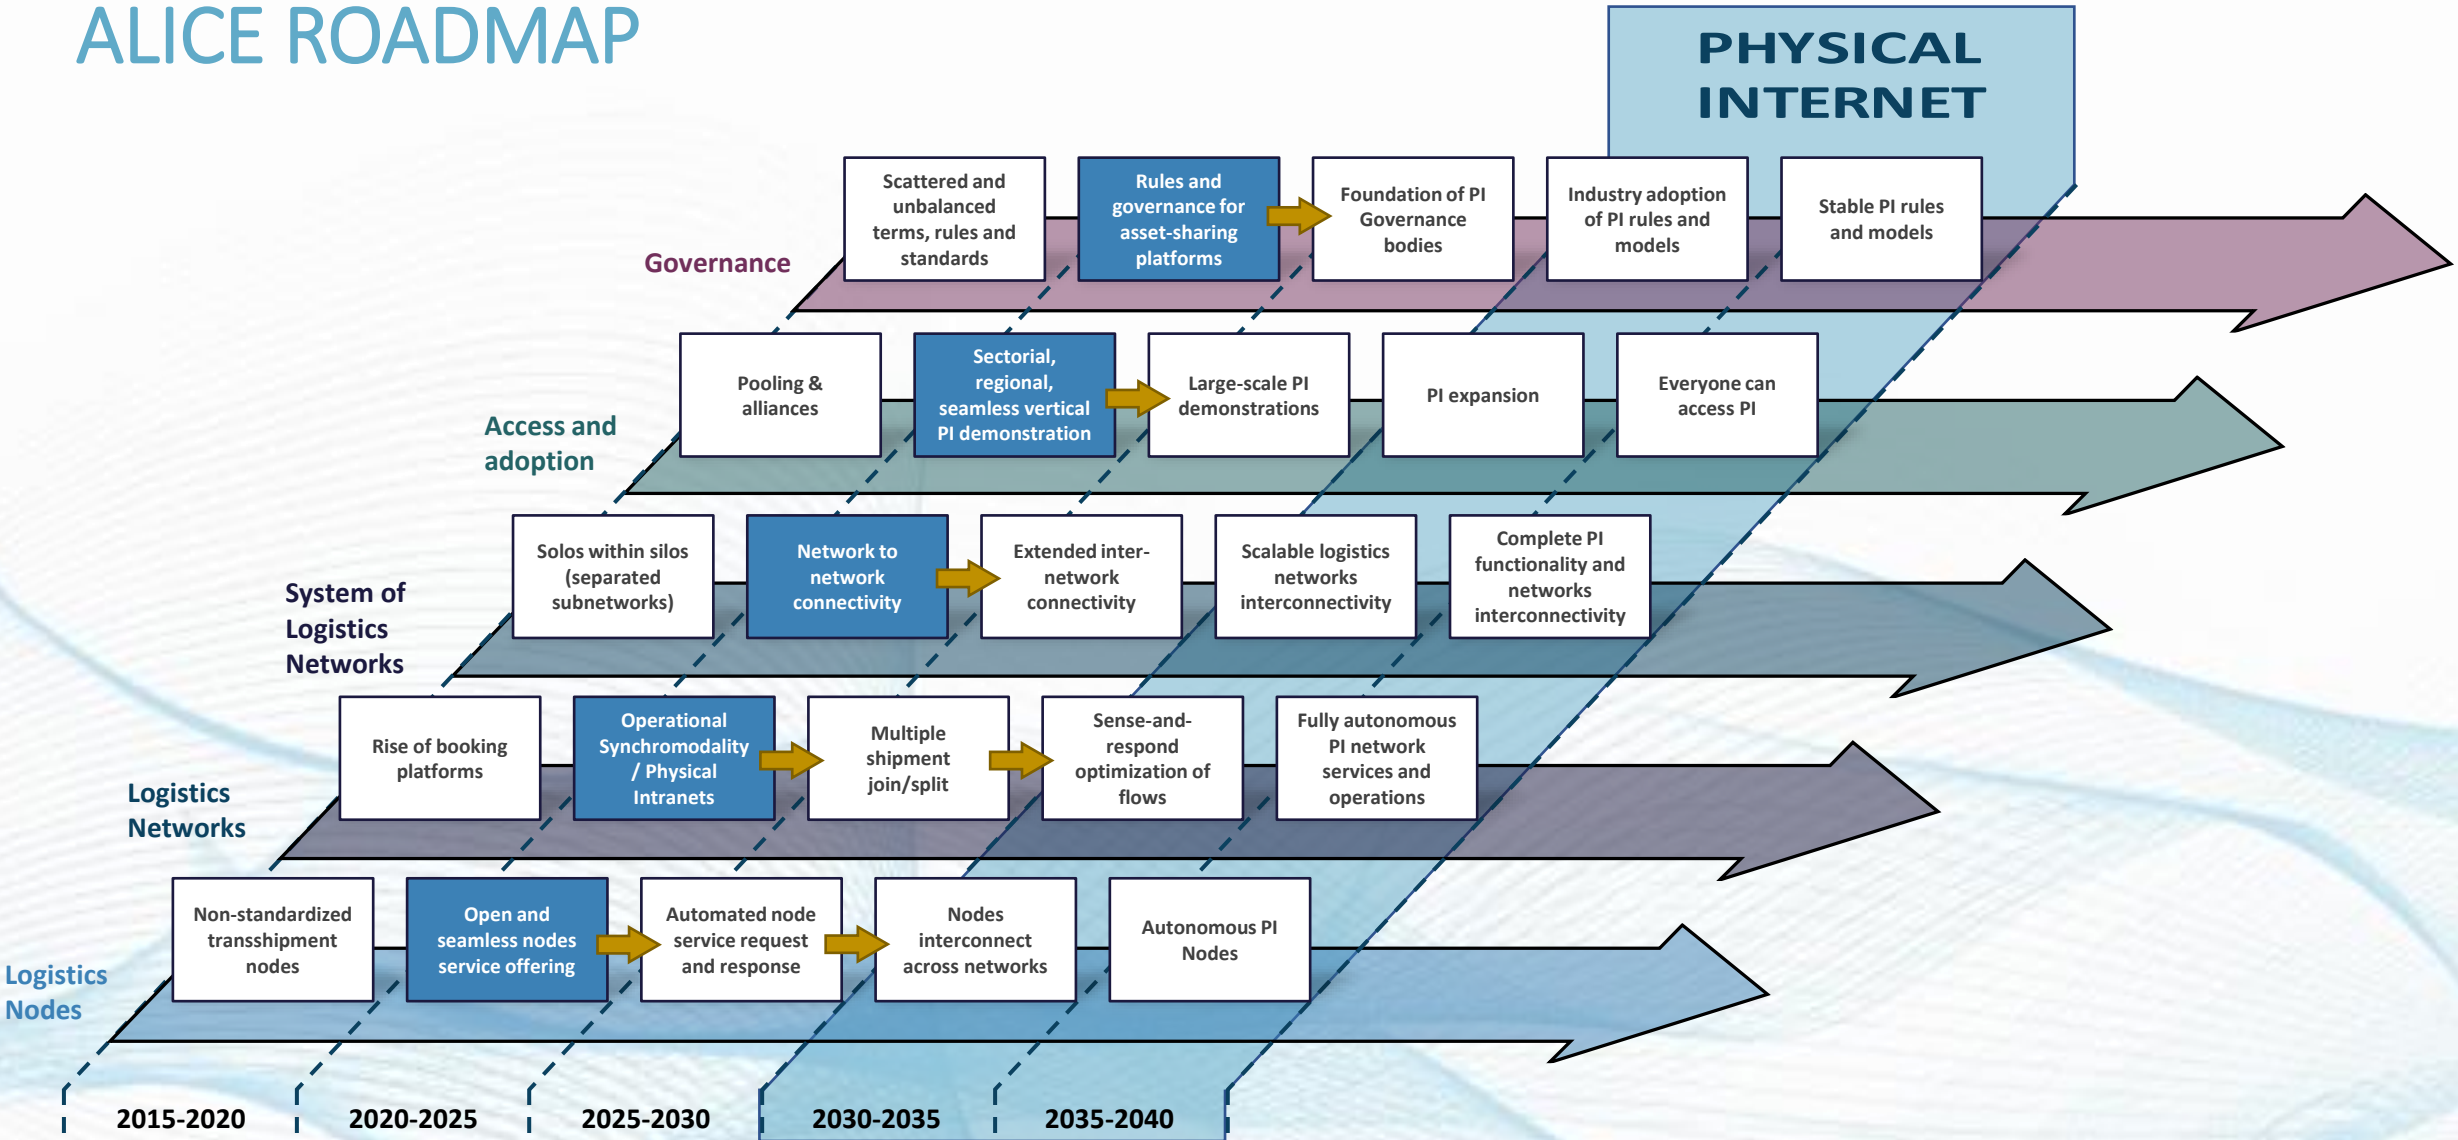 ALICE ROADMAP
PHYSICAL
INTERNET
Governance
Scattered and
unbalanced
terms, rules and
standards
Rules and
governance for
asset-sharing
platforms
Foundation of PI
Governance
bodies
Industry adoption
of PI rules and
models
Stable PI rules
and models
Access and
adoption
Pooling &
alliances
Sectorial,
regional,
seamless vertical
PI demonstration
Large-scale PI
demonstrations
PI expansion
Everyone can
access PI
System of
Logistics
Networks
Solos within silos
(separated
subnetworks)
Network to
network
connectivity
Extended inter-
network
connectivity
Scalable logistics
networks
interconnectivity
Complete PI
functionality and
networks
interconnectivity
Logistics
Networks
Rise of booking
platforms
Operational
Synchromodality
/ Physical
Intranets
Multiple
shipment
join/split
Sense-and-
respond
optimization of
flows
Fully autonomous
PI network
services and
operations
Logistics
Nodes
Non-standardized
transshipment
nodes
Open and
seamless nodes
service offering
Automated node
service request
and response
Nodes
interconnect
across networks
Autonomous PI
Nodes
2015-2020
2020-2025
2025-2030
2030-2035
2035-2040